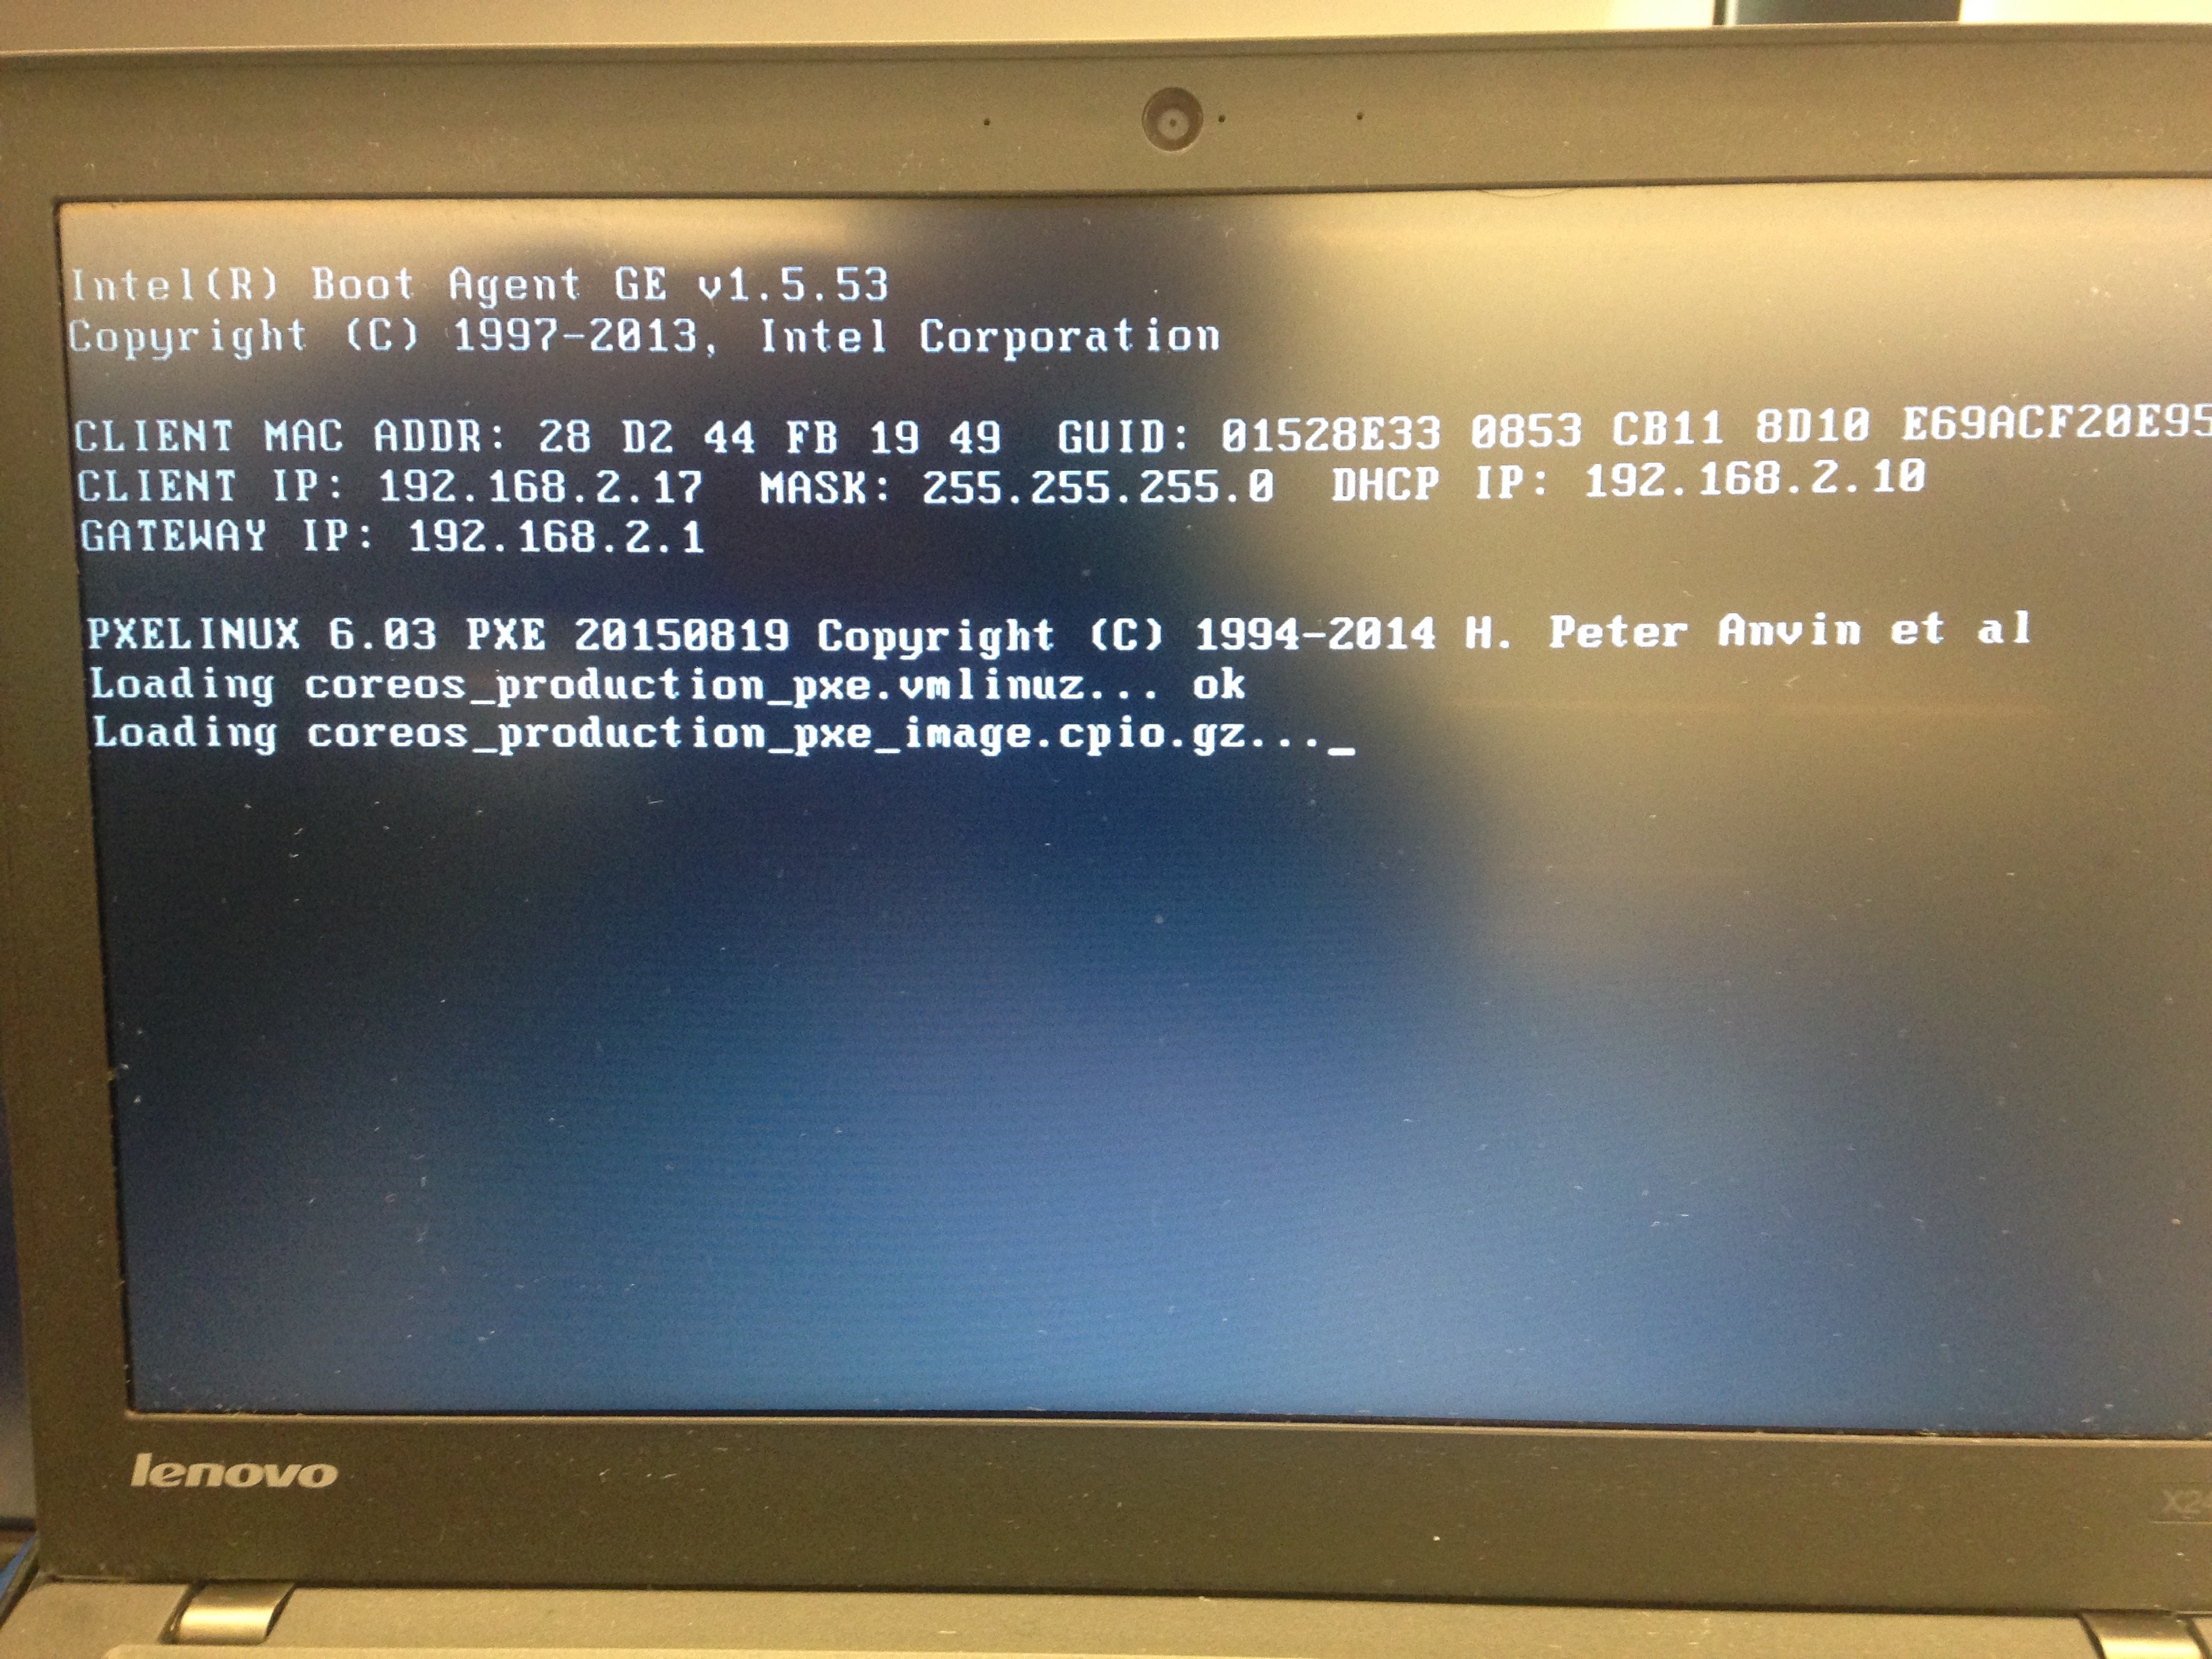 Intel(R) Boot Agent GE v1.5.53
Copyright (C) 1997-2013, Intel Corporation
CLIENT MAC ADDR: 28 D2 44 FB 19 49  GUID: 01528E33 0853 CB11 8D10 E69ACF20E95
CLIENT IP: 192.168.2.17  MASK: 255.255.255.0  DHCP IP: 192.168.2.10
GATEWAY IP: 192.168.2.1
PXELINUX 6.03 PXE 20150819 Copyright (C) 1994-2014 H. Peter Anvin et al
Loading coreos_production_pxe.vmlinuz... ok
Loading coreos_production_pxe_image.cpio.gz..._
lenovo